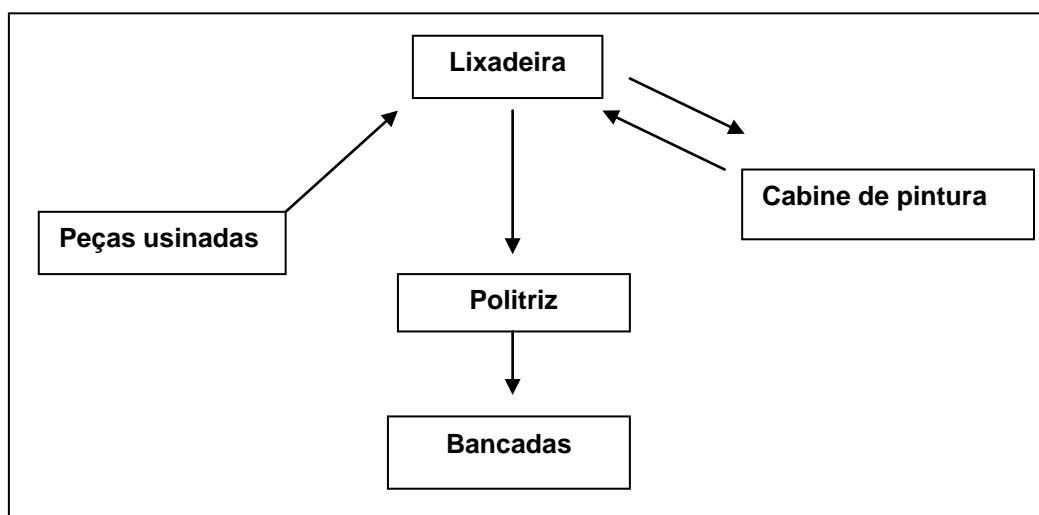 Lixadeira
Cabine de pintura
Peças usinadas
Politriz
Bancadas